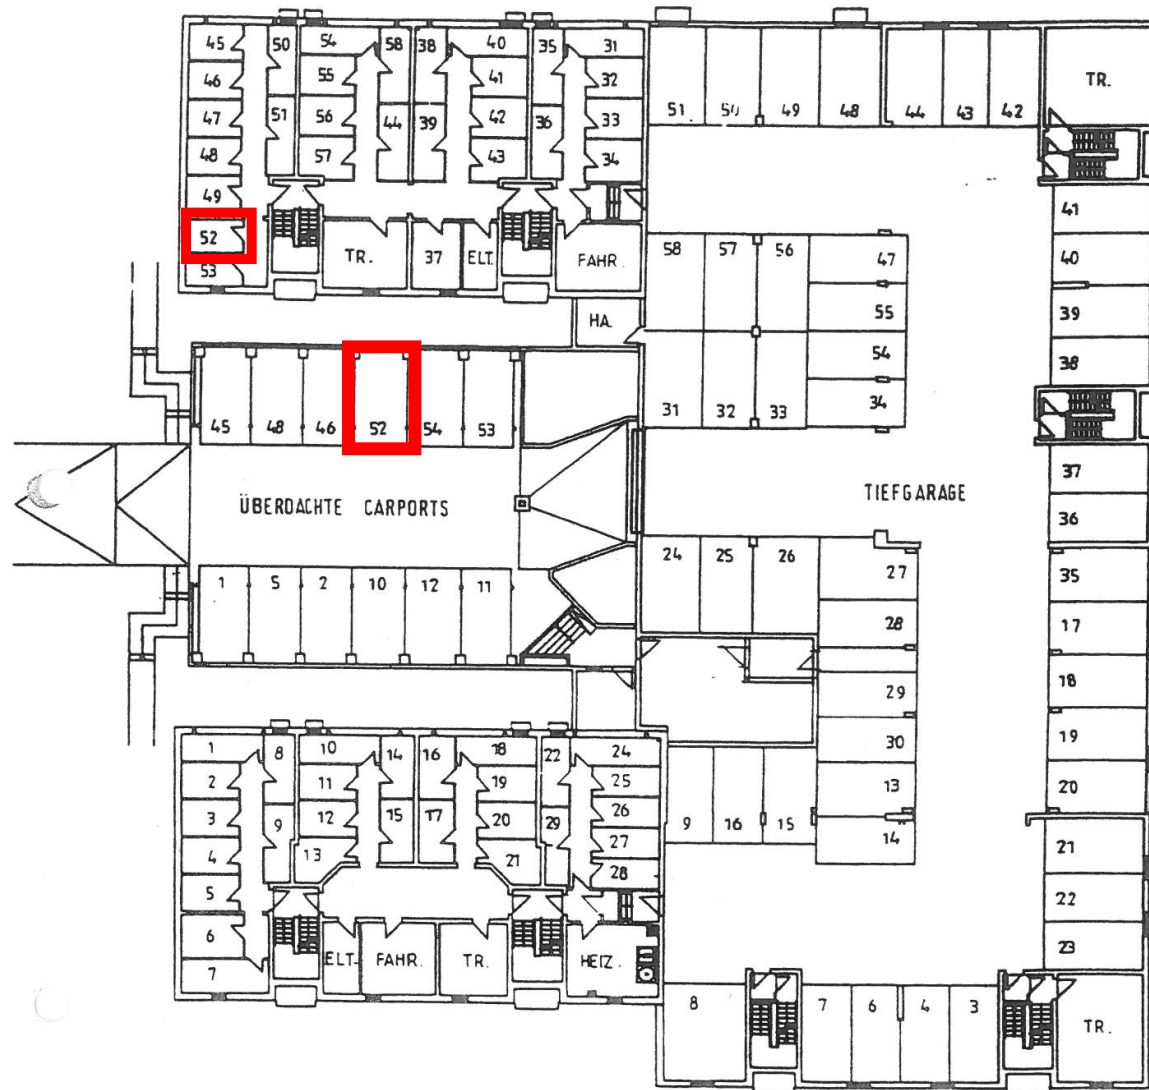 45 50 54 58 38 40 35 31
46 55 41 32
47 51 56 44 39 42 36 33
48 57 43 34
49
52
53 TR. 37 ELT. FAHR.
HA.
51 50 49 48 44 43 42 TR.
41
58 57 56 47 40
55 39
54 38
31 32 33 34
45 48 46 52 54 53
ÜBERDACHTE CARPORTS
TIEFGARAGE
37
36
1 5 2 10 12 11
24 25 26 27 35
28 17
29 18
30 19
13 20
9 16 15 14
21
22
23
1 8 10 14 16 18 22 24
2 11 19 25
3 9 12 15 17 20 29 26
4 13 21 27
5 28
6 ELT. FAHR. TR. HEIZ.
7
8 7 6 4 3 TR.